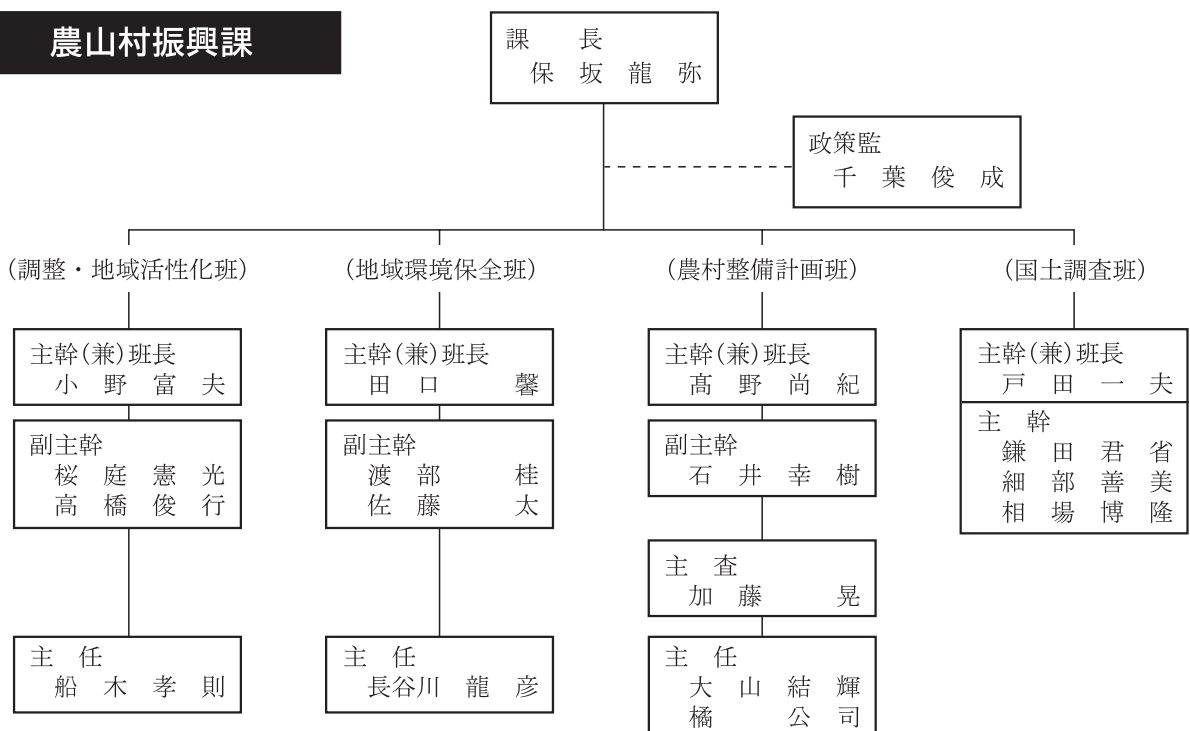 農山村振興課
課　長
保 坂 龍 弥
政策監
千 葉 俊 成
(調整・地域活性化班)
主幹(兼)班長
小 野 富 夫
副主幹
桜 庭 憲 光
高 橋 俊 行
主　任
船 木 孝 則
(地域環境保全班)
主幹(兼)班長
田 口　馨
副主幹
渡 部　桂
佐 藤　太
主　任
長谷川 龍 彦
(農村整備計画班)
主幹(兼)班長
髙 野 尚 紀
副主幹
石 井 幸 樹
主　査
加 藤　晃
主　任
大 山 結 輝
橘　公 司
(国土調査班)
主幹(兼)班長
戸 田 一 夫
主　幹
鎌 田 君 省
細 部 善 美
相 場 博 隆